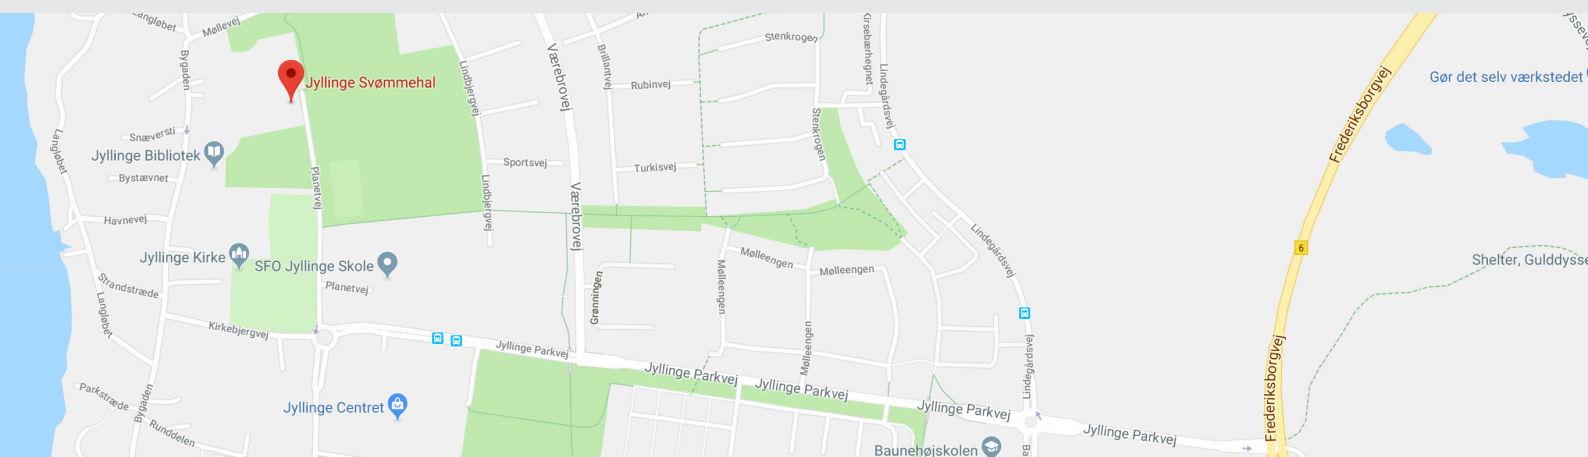 Langløbet
Møllevej
Bygaden
Jyllinge Svømmehal
Lindbjergvej
Værebrovej
Brillantvej
Rubinvej
Stenkrogen
Kirsebærhegnet
Lindegårdsvej
Frederiksborgvej
Gør det selv værkstedet
Langløbet
Snæversti
Jyllinge Bibliotek
Bystævnet
Planetvej
Sportsvej
Turkisvej
Stenkrogen
Havnevej
Lindbjergvej
Værebrovej
Jyllinge Kirke
SFO Jyllinge Skole
Planetvej
Mølleengen
Mølleengen
Lindegårdsvej
6
Shelter, Gulddysse
Strandstræde
Langløbet
Grønningen
Mølleengen
Kirkebjergvej
Jyllinge Parkvej
Mølleengen
Lindegårdsvej
Frederiksborgvej
Jyllinge Parkvej
Jyllinge Parkvej
Parkstræde
Bygaden
Jyllinge Centret
Jyllinge Parkvej
Jyllinge Parkvej
Runddelen
Baunehøjskolen
Ba